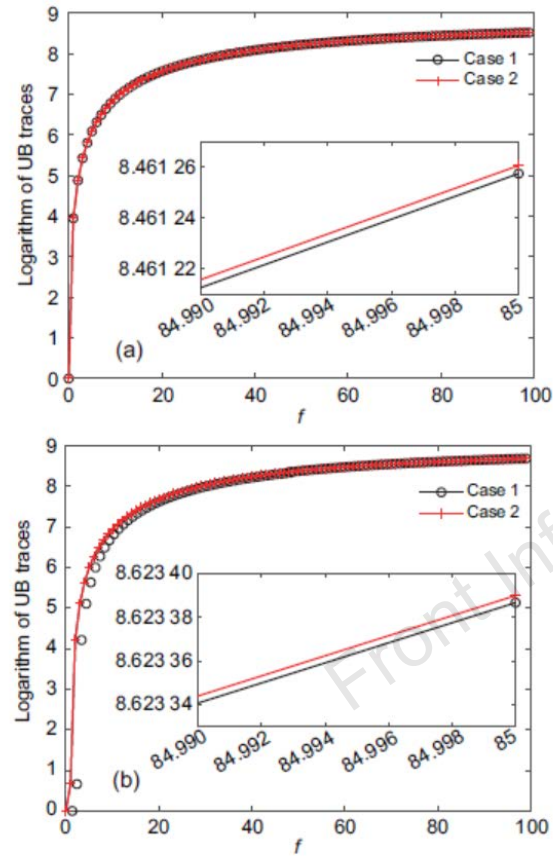 9
8
7
6
5
4
3
2
1
0
Logarithm of UB traces
Case 1
Case 2
8.461 26
8.461 24
8.461 22
84.990 84.992 84.994 84.996 84.998 85
(a)
0 20 40 60 80 100
f
9
8
7
6
5
4
3
2
1
0
Logarithm of UB traces
Case 1
Case 2
8.623 40
8.623 38
8.623 36
8.623 34
84.990 84.992 84.994 84.996 84.998 85
(b)
0 20 40 60 80 100
f
Front Inf